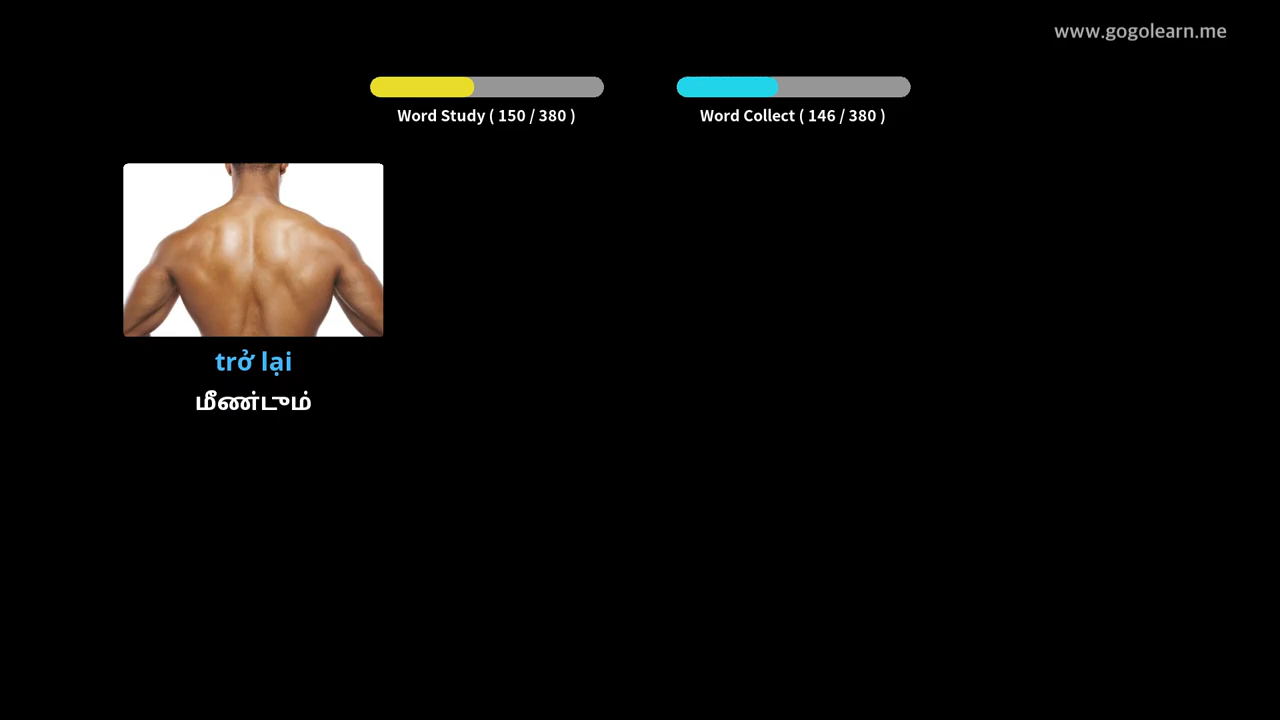 www.gogolearn.me
Word Study ( 150 / 380 )
Word Collect ( 146 / 380 )
trở lại
மீண்டும்